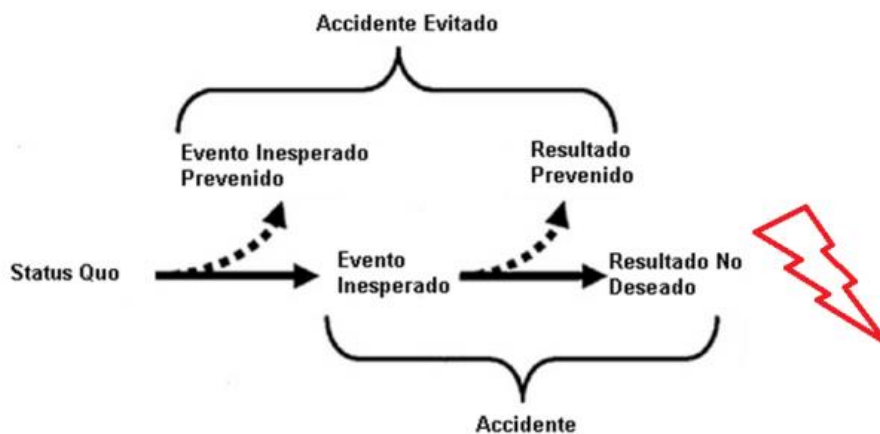 Accidente Evitado
Evento Inesperado
Prevenido
Resultado
Prevenido
Status Quo
Evento
Inesperado
Resultado No
Deseado
Accidente